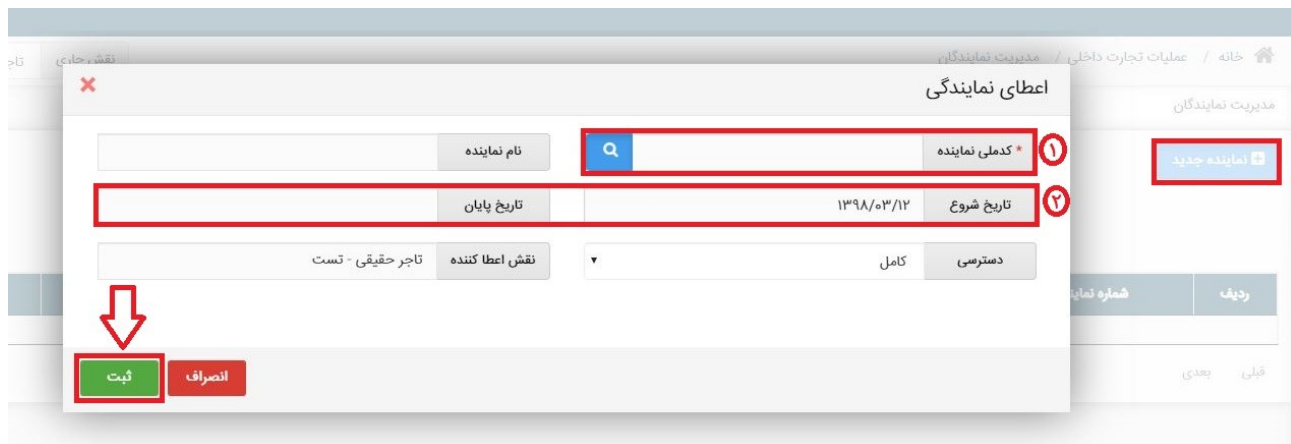 خانه / عملیات تجارت داخلی / مدیریت نمایندگان
نقش جاری
مدیریت نمایندگان
نماینده جدید
اعطای نمایندگی
۱
* کدملی نماینده
نام نماینده
۲
تاریخ شروع ۱۳۹۸/۰۳/۱۲
تاریخ پایان
دسترسی کامل
نقش اعطا کننده تاجر حقیقی - تست
ردیف شماره
قبلی بعدی
انصراف
ثبت